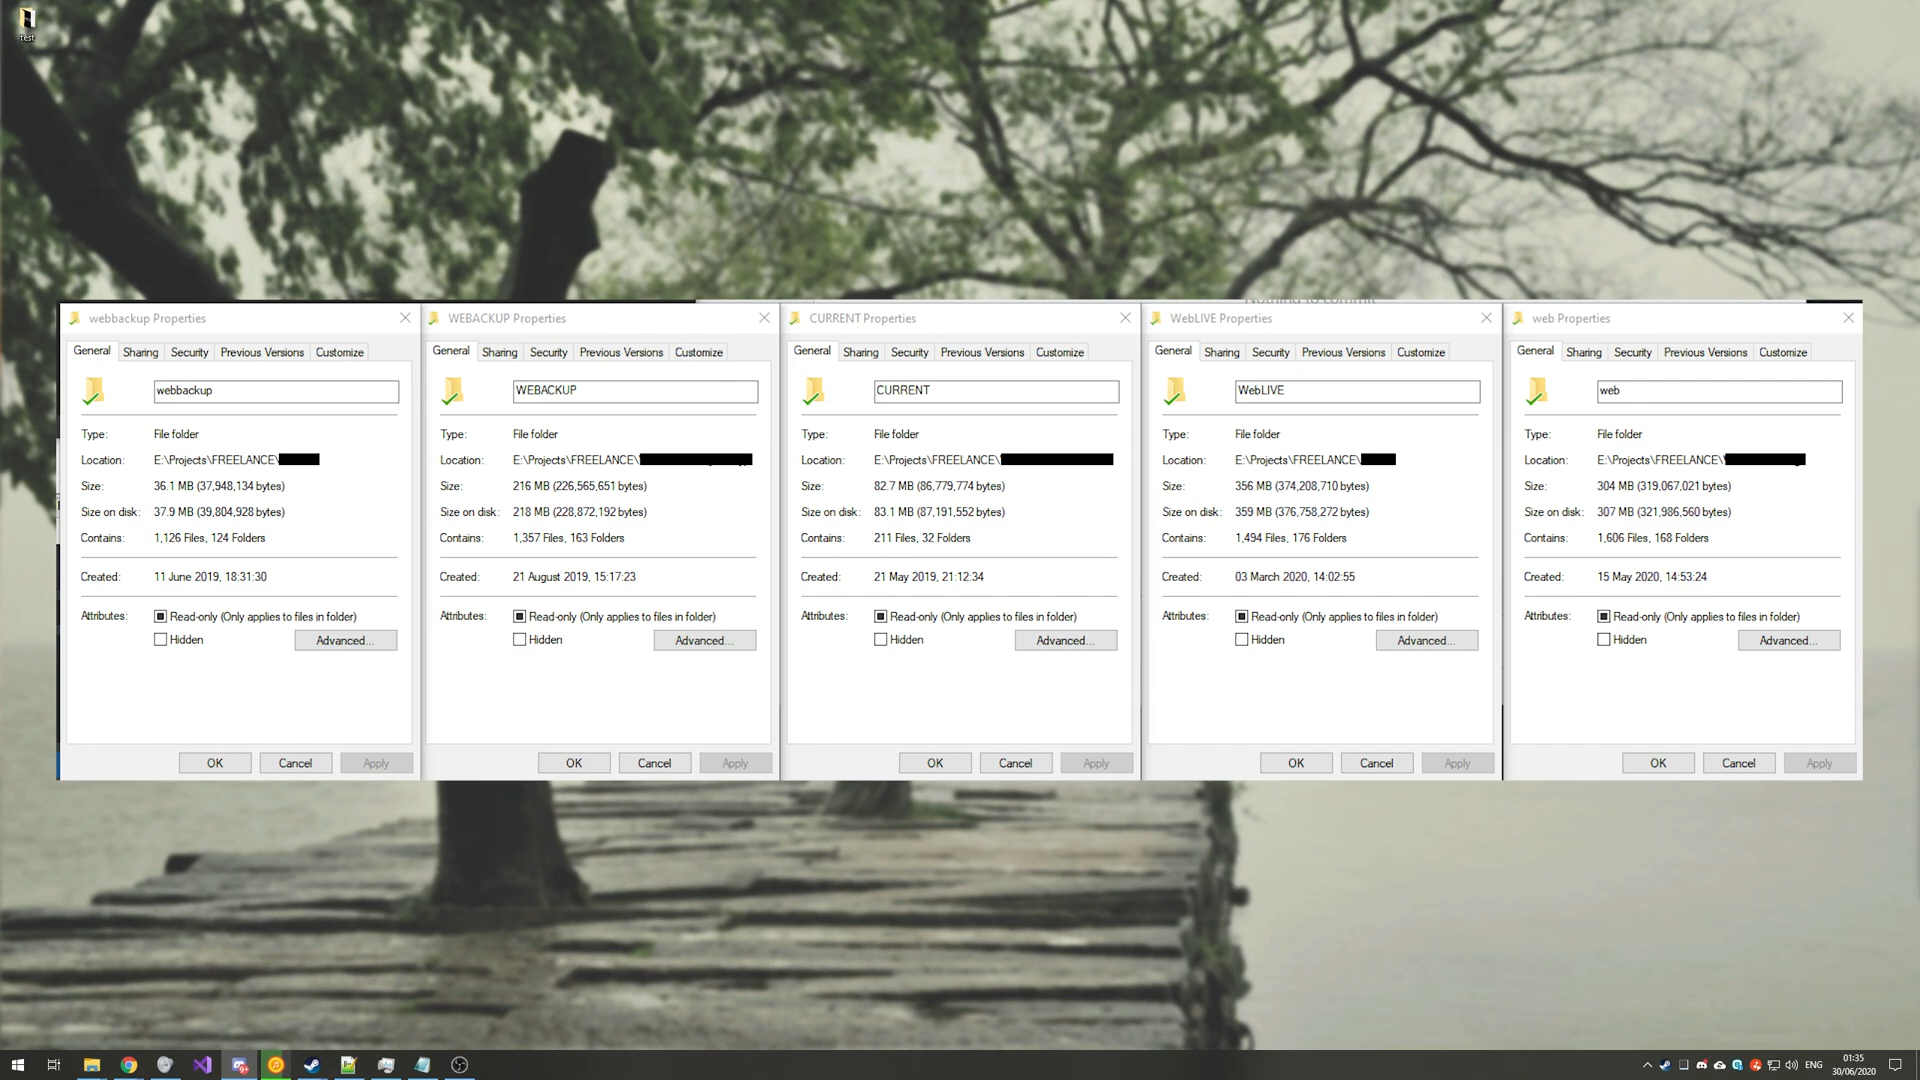 test
webbackup Properties
General Sharing Security Previous Versions Customize
webbackup
Type: File folder
Location: E:\Projects\FREELANCE\
Size: 36.1 MB (37,948,134 bytes)
Size on disk: 37.9 MB (39,804,928 bytes)
Contains: 1,126 Files, 124 Folders
Created: 11 June 2019, 18:31:30
Attributes: Read-only (Only applies to files in folder)
Hidden Advanced...
OK Cancel Apply
WEBACKUP Properties
General Sharing Security Previous Versions Customize
WEBACKUP
Type: File folder
Location: E:\Projects\FREELANCE\
Size: 216 MB (226,565,651 bytes)
Size on disk: 218 MB (228,872,192 bytes)
Contains: 1,357 Files, 163 Folders
Created: 21 August 2019, 15:17:23
Attributes: Read-only (Only applies to files in folder)
Hidden Advanced...
OK Cancel Apply
CURRENT Properties
General Sharing Security Previous Versions Customize
CURRENT
Type: File folder
Location: E:\Projects\FREELANCE\
Size: 82.7 MB (86,779,774 bytes)
Size on disk: 83.1 MB (87,191,552 bytes)
Contains: 211 Files, 32 Folders
Created: 21 May 2019, 21:12:34
Attributes: Read-only (Only applies to files in folder)
Hidden Advanced...
OK Cancel Apply
WebLIVE Properties
General Sharing Security Previous Versions Customize
WebLIVE
Type: File folder
Location: E:\Projects\FREELANCE\
Size: 356 MB (374,208,710 bytes)
Size on disk: 359 MB (376,758,272 bytes)
Contains: 1,494 Files, 176 Folders
Created: 03 March 2020, 14:02:55
Attributes: Read-only (Only applies to files in folder)
Hidden Advanced...
OK Cancel Apply
web Properties
General Sharing Security Previous Versions Customize
web
Type: File folder
Location: E:\Projects\FREELANCE\
Size: 304 MB (319,067,021 bytes)
Size on disk: 307 MB (321,986,560 bytes)
Contains: 1,606 Files, 168 Folders
Created: 15 May 2020, 14:53:24
Attributes: Read-only (Only applies to files in folder)
Hidden Advanced...
OK Cancel Apply
ENG
01:35
30/06/2020